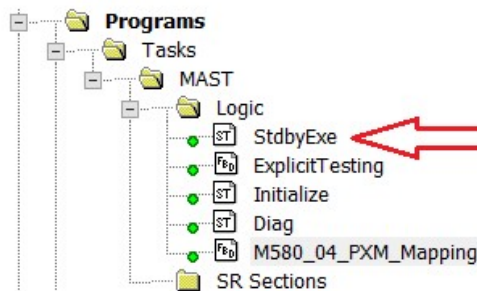 Programs
Tasks
MAST
Logic
ST StdbyExe
FBD ExplicitTesting
ST Initialize
ST Diag
FBD M580_04_PXM_Mapping
SR Sections